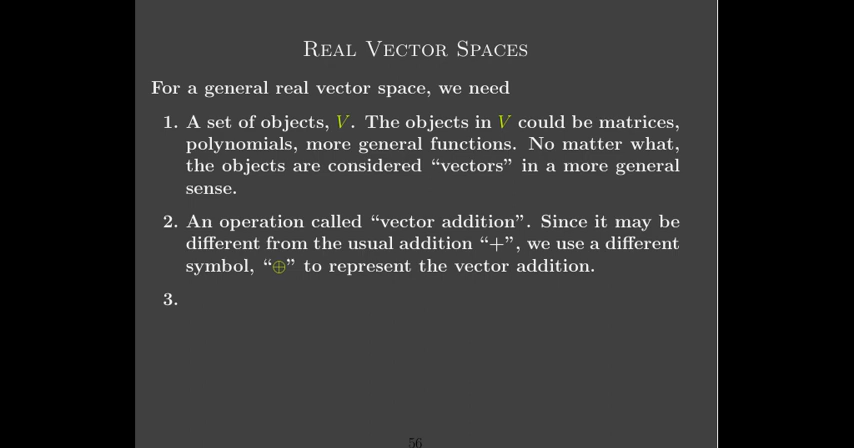 Real Vector Spaces
For a general real vector space, we need
1. A set of objects, V. The objects in V could be matrices,
polynomials, more general functions. No matter what,
the objects are considered “vectors” in a more general
sense.
2. An operation called “vector addition”. Since it may be
different from the usual addition “+”, we use a different
symbol, “⊕” to represent the vector addition.
3.
56